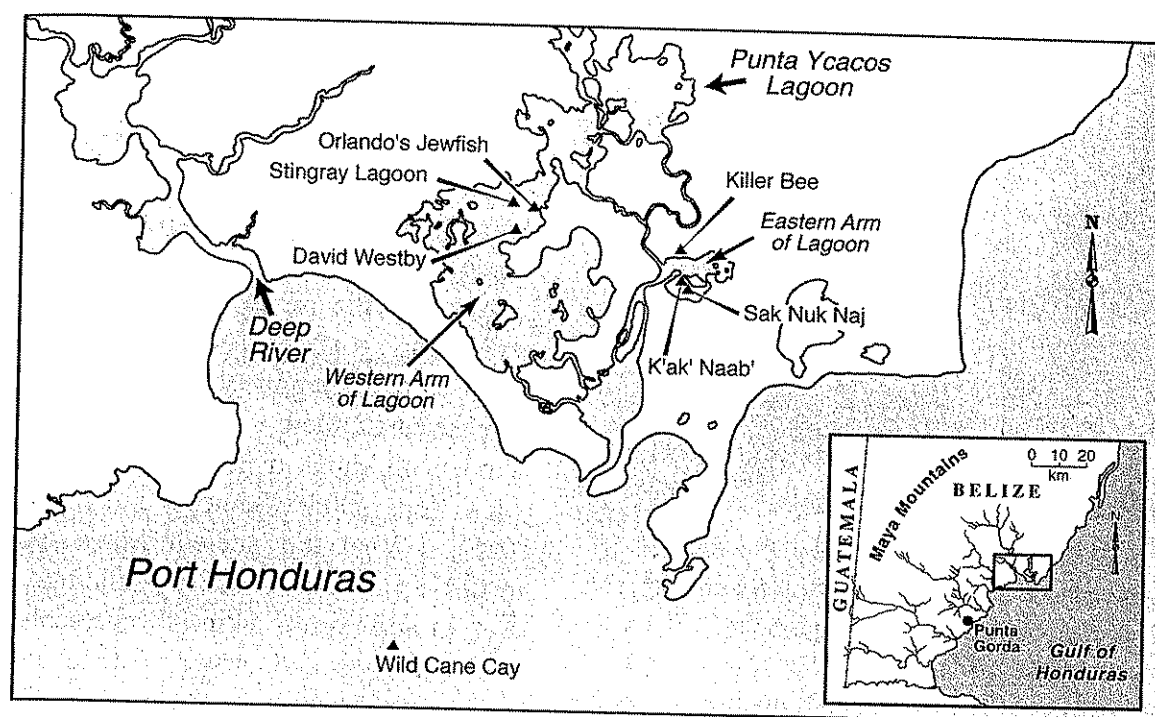 Punta Ycacos
Lagoon
Orlando's Jewfish
Stingray Lagoon
Killer Bee
N
Eastern Arm
of Lagoon
David Westby
Sak Nuk Naj
Deep
River
K'ak' Naab'
Western Arm
of Lagoon
Port Honduras
Wild Cane Cay
0 10 20
km
GUATEMALA
Maya Mountains
BELIZE
N
Punta
Gorda
Gulf of
Honduras